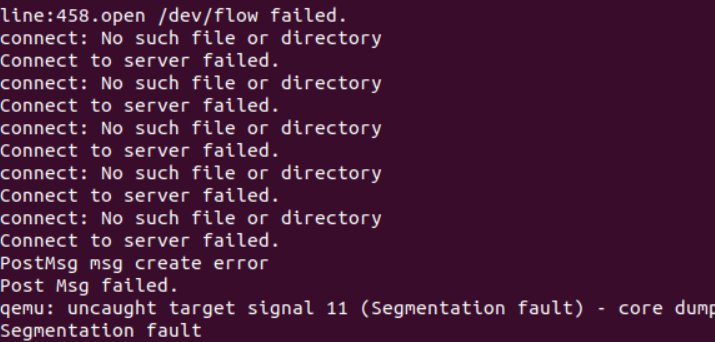 line:458.open /dev/flow failed.
connect: No such file or directory
Connect to server failed.
connect: No such file or directory
Connect to server failed.
connect: No such file or directory
Connect to server failed.
connect: No such file or directory
Connect to server failed.
connect: No such file or directory
Connect to server failed.
PostMsg msg create error
Post Msg failed.
qemu: uncaught target signal 11 (Segmentation fault) - core dump
Segmentation fault